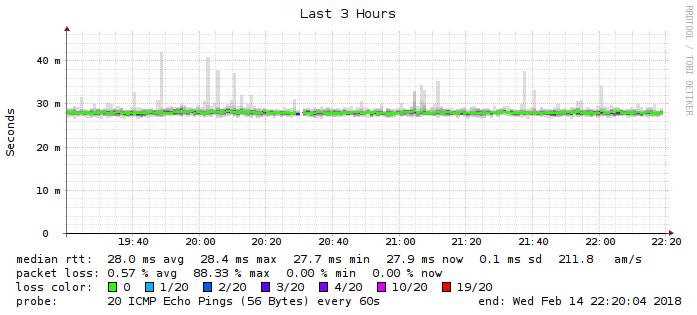 Last 3 Hours
RRDTOOL / TOBI OETIKER
Seconds
40 m
30 m
20 m
10 m
0
19:40 20:00 20:20 20:40 21:00 21:20 21:40 22:00 22:20
median rtt: 28.0 ms avg 28.4 ms max 27.7 ms min 27.9 ms now 0.1 ms sd 211.8 am/s
packet loss: 0.57 % avg 88.33 % max 0.00 % min 0.00 % now
loss color: 0 1/20 2/20 3/20 4/20 10/20 19/20
probe: 20 ICMP Echo Pings (56 Bytes) every 60s end: Wed Feb 14 22:20:04 2018